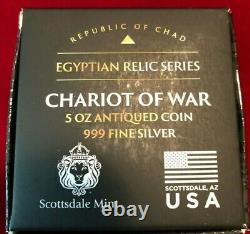 REPUBLIC OF CHAD
EGYPTIAN RELIC SERIES
CHARIOT OF WAR
5 OZ ANTIQUED COIN
999 FINE SILVER
Scottsdale Mint
SCOTTSDALE, AZ
USA